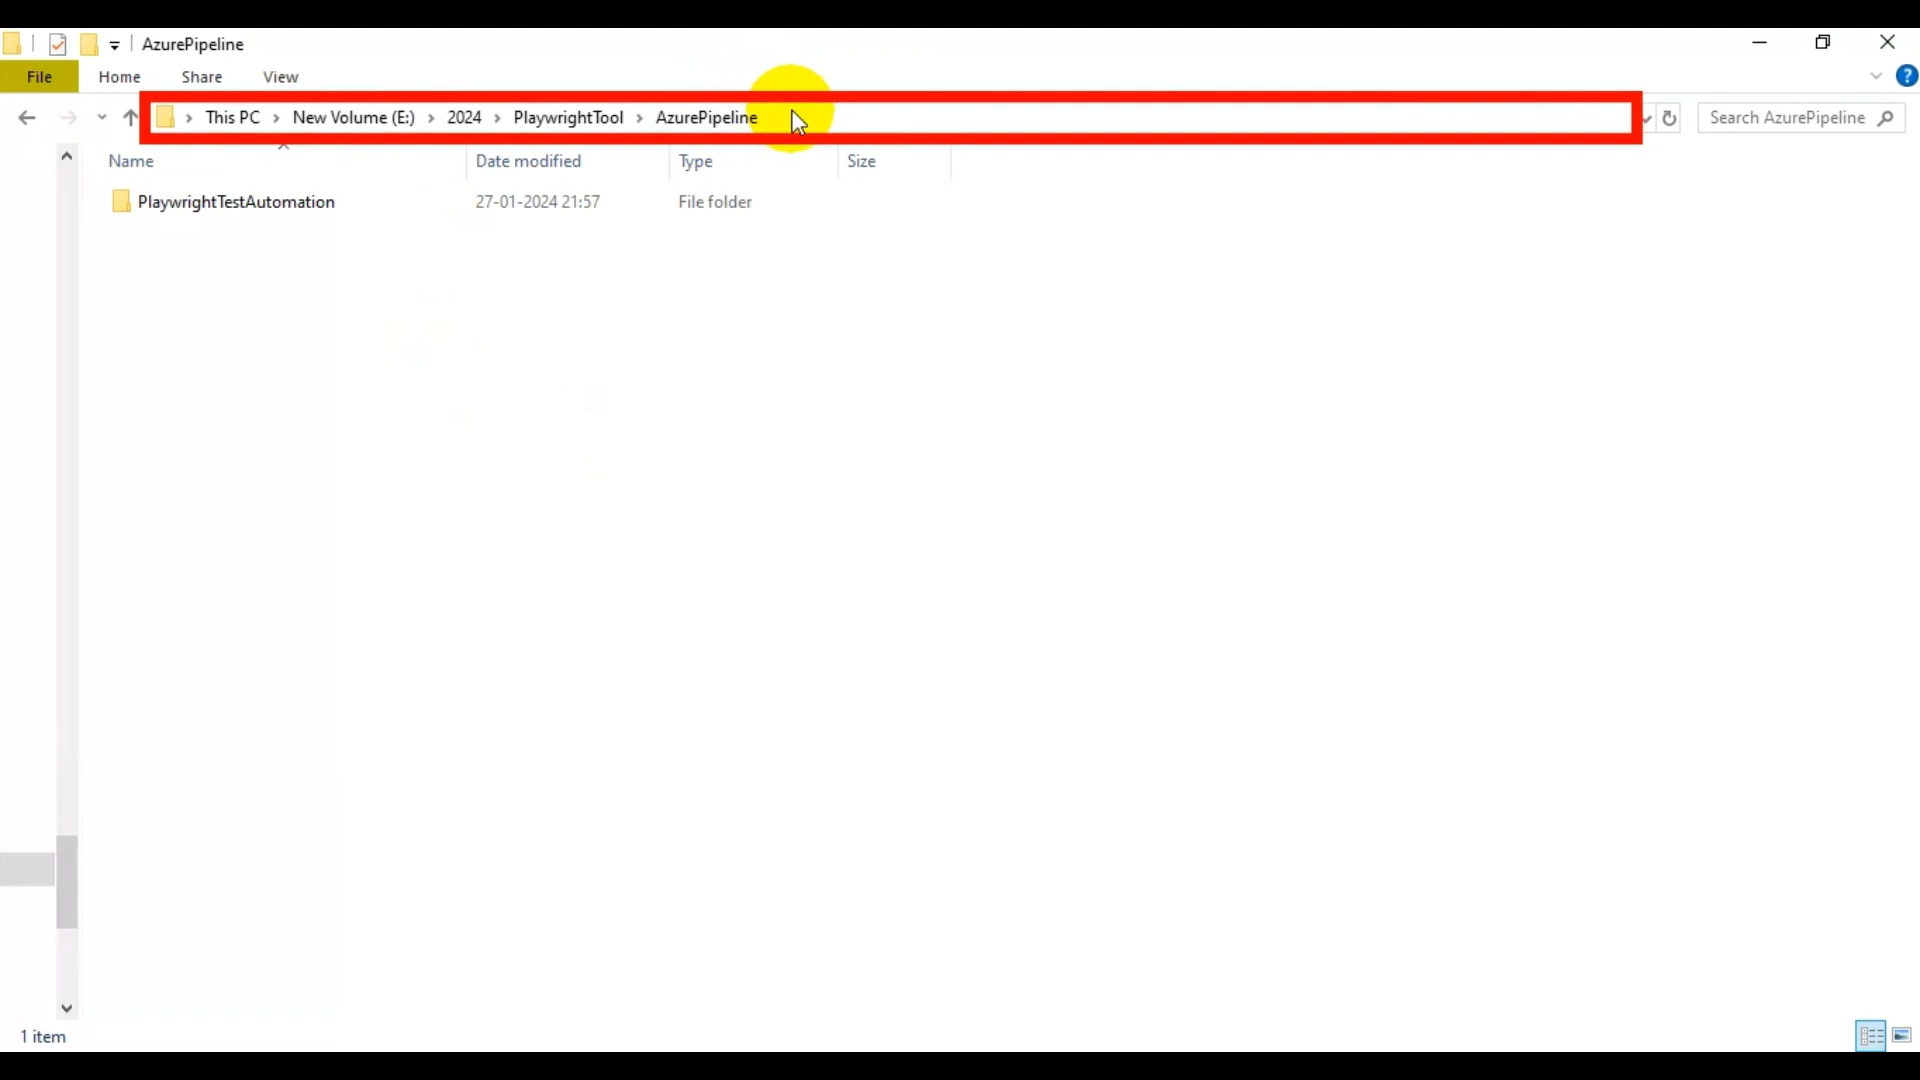 AzurePipeline
File Home Share View
This PC New Volume (E:) 2024 PlaywrightTool AzurePipeline Search AzurePipeline
Name Date modified Type Size
PlaywrightTestAutomation 27-01-2024 21:57 File folder
1 item